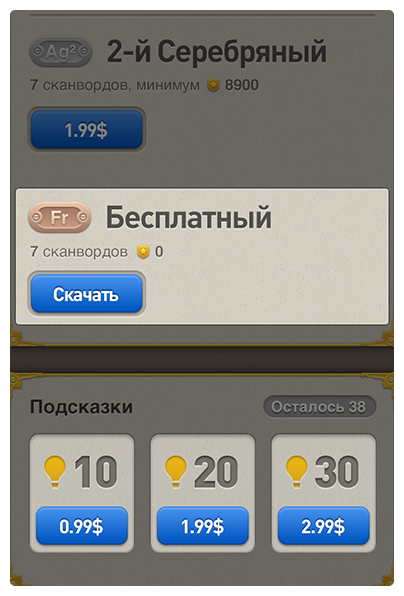 Ag²
2-й Серебряный
7 сканвордов, минимум 8900
1.99$
Fr
Бесплатный
7 сканвордов 0
Скачать
Подсказки
Осталось 38
10 20 30
0.99$ 1.99$ 2.99$